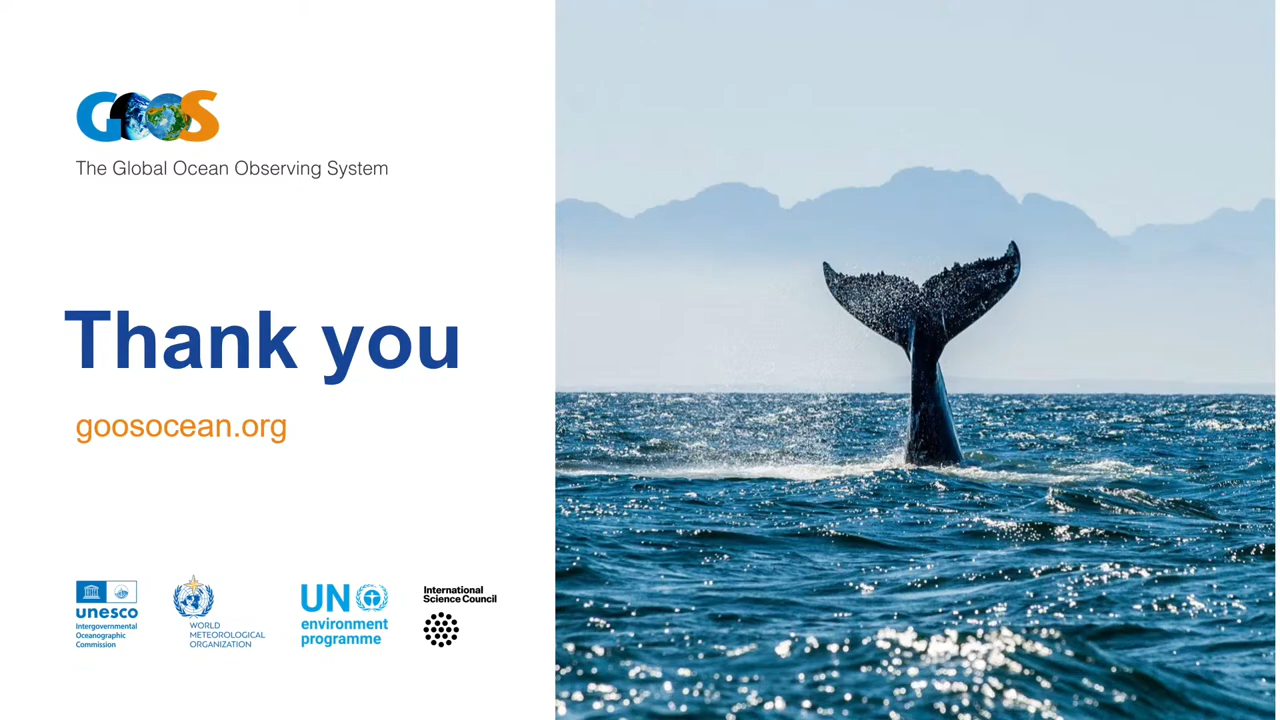 GOOS
The Global Ocean Observing System
Thank you
goosocean.org
unesco
Intergovernmental
Oceanographic
Commission
WORLD
METEOROLOGICAL
ORGANIZATION
UN
environment
programme
International
Science Council